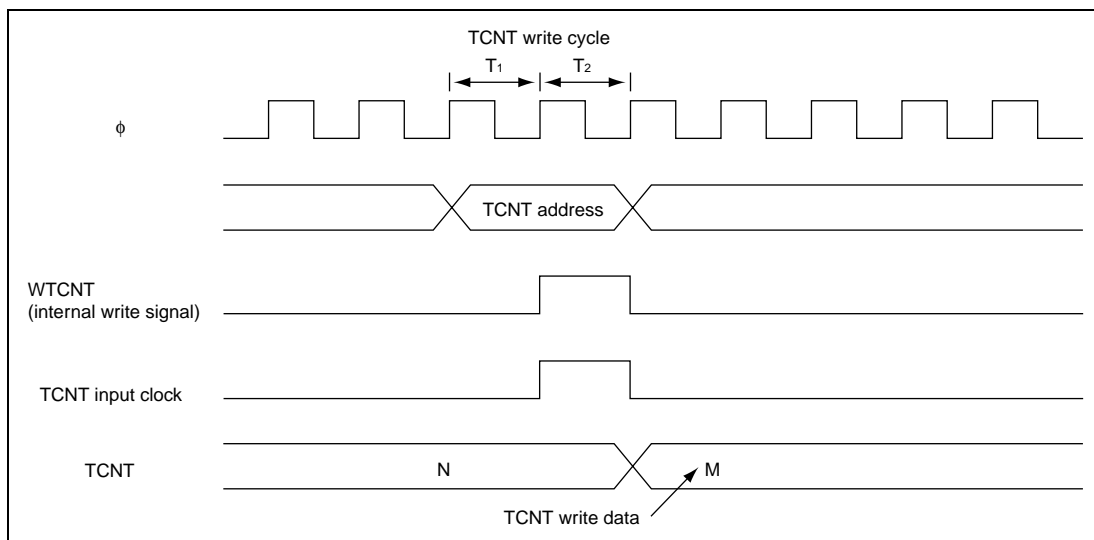 TCNT write cycle
T1 T2
ϕ
TCNT address
WTCNT
(internal write signal)
TCNT input clock
TCNT
N
M
TCNT write data